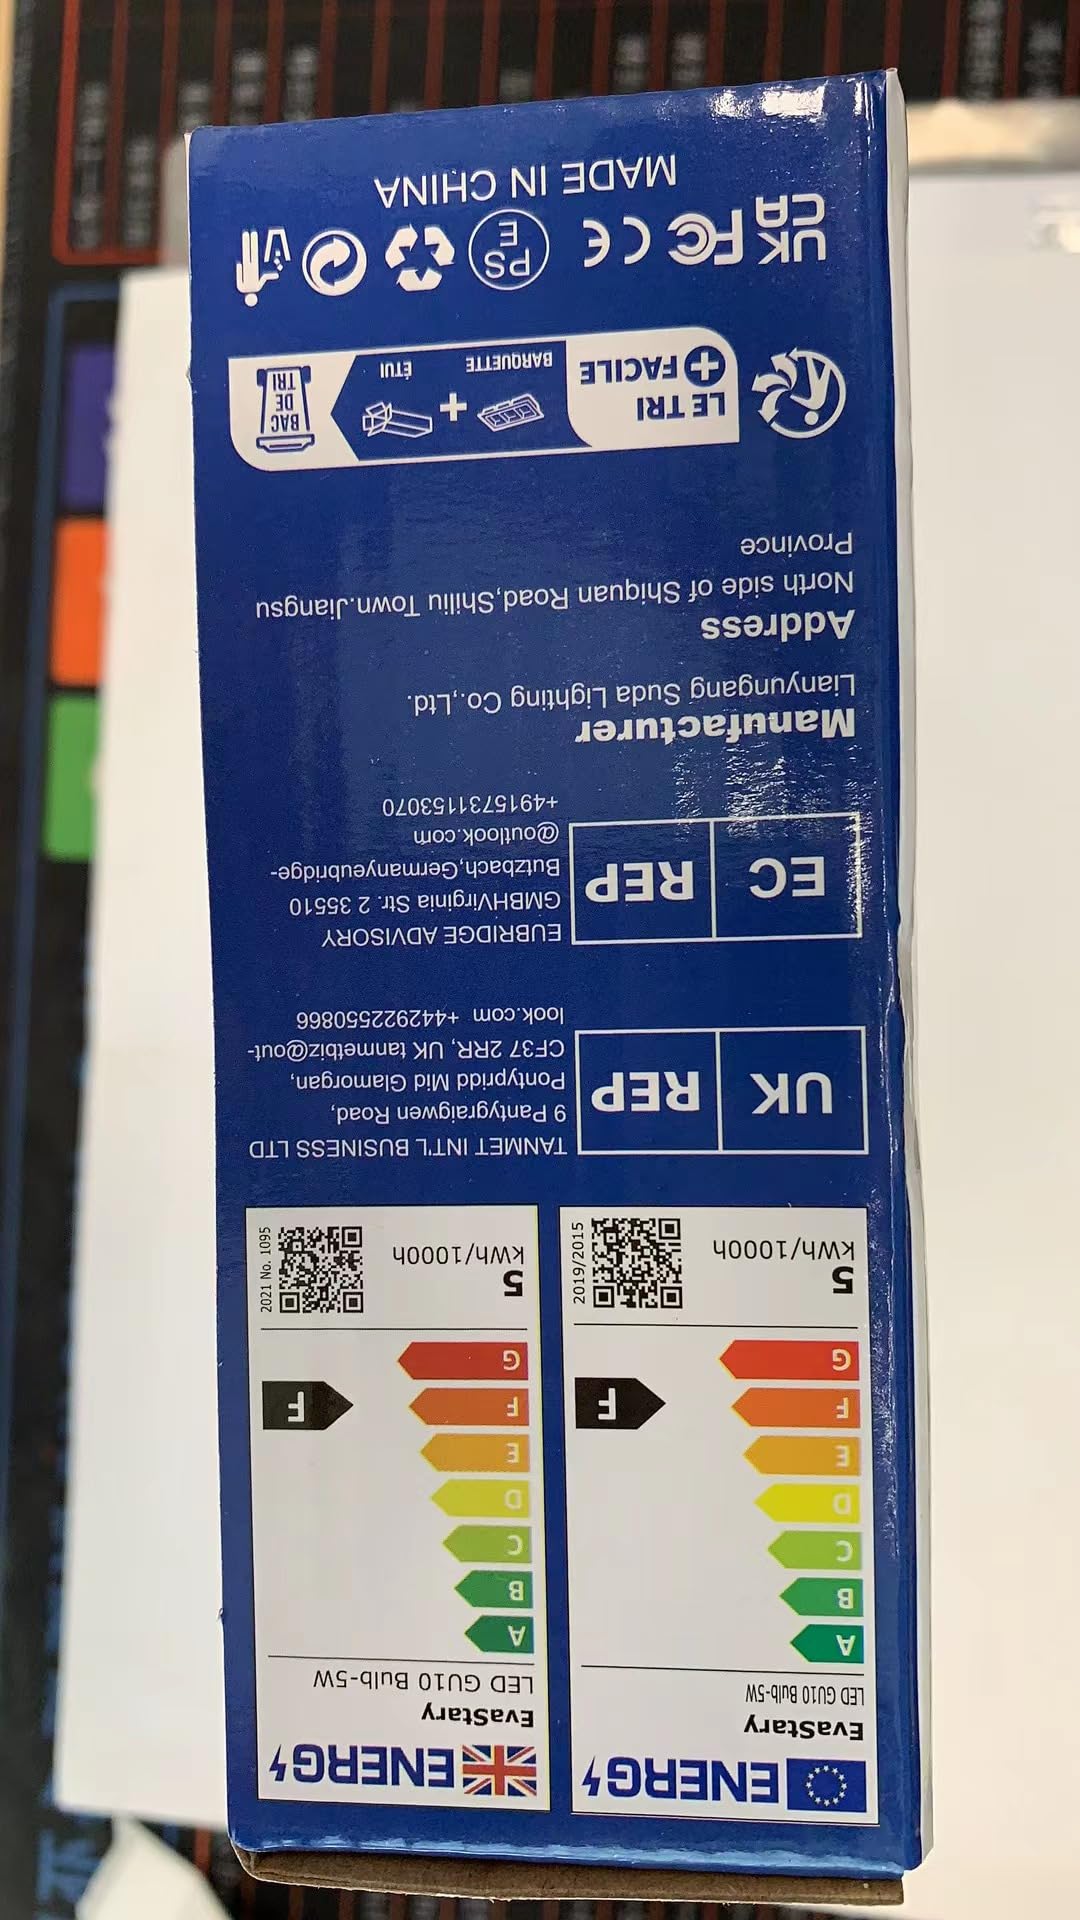 ENERG
EvaStary
LED GU10 Bulb-5W
A
B
C
D
E
F
G
F
5
kWh/1000h
2019/2015
ENERG
EvaStary
LED GU10 Bulb-5W
A
B
C
D
E
F
G
F
5
kWh/1000h
2021 No. 1095
UK REP
TANMET INT'L BUSINESS LTD
9 Pantygraigwen Road,
Pontypridd Mid Glamorgan,
CF37 2RR, UK tanmetbiz@out-
look.com +442922550866
EC REP
EUBRIDGE ADVISORY
GMBHVirginia Str. 2 35510
Butzbach,Germanyeubridge-
@outlook.com
+4915731153070
Manufacturer
Lianyungang Suda Lighting Co.,Ltd.
Address
North side of Shiquan Road,Shiliu Town.Jiangsu
Province
LE TRI
+ FACILE
BARQUETTE
+
ÉTUI
BAC
DE
TRI
UK
CA
FC
CE
PS
E
MADE IN CHINA